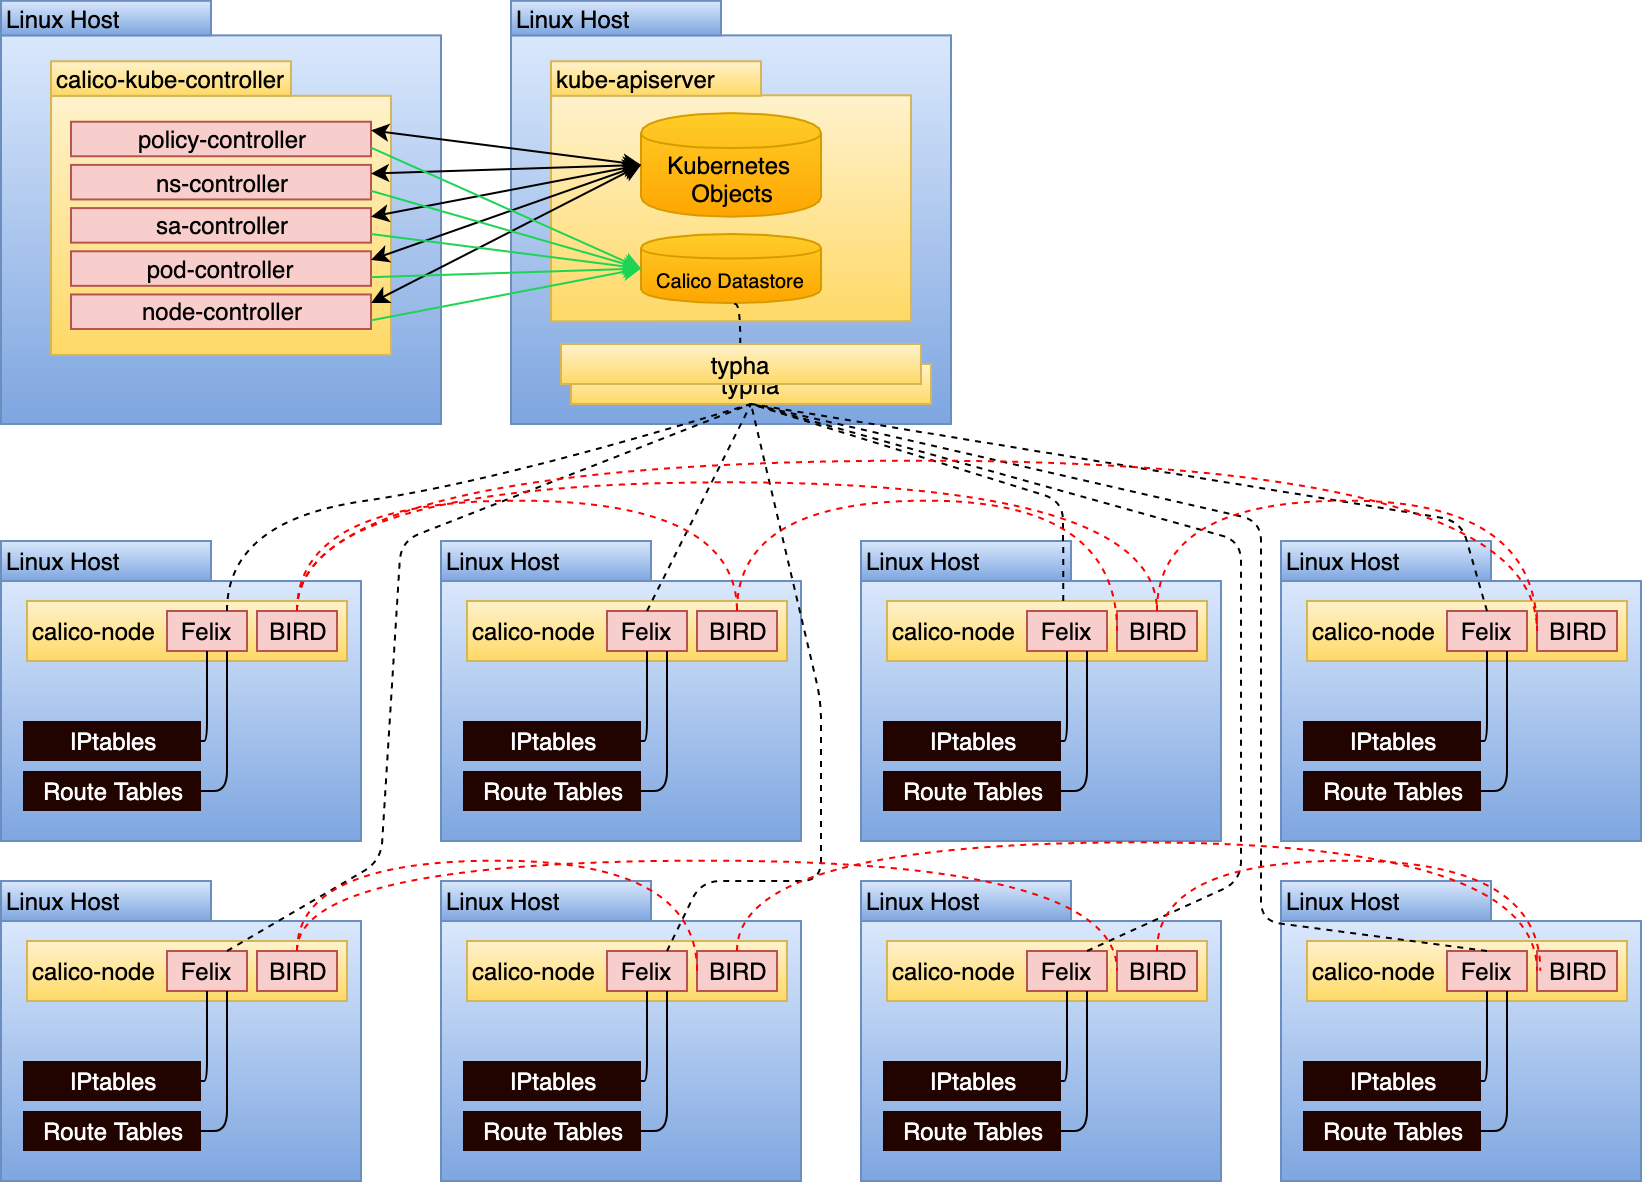 Linux Host
calico-kube-controller
policy-controller
ns-controller
sa-controller
pod-controller
node-controller
Linux Host
kube-apiserver
Kubernetes
Objects
Calico Datastore
typha
typha
Linux Host
calico-node
Felix
BIRD
IPtables
Route Tables
Linux Host
calico-node
Felix
BIRD
IPtables
Route Tables
Linux Host
calico-node
Felix
BIRD
IPtables
Route Tables
Linux Host
calico-node
Felix
BIRD
IPtables
Route Tables
Linux Host
calico-node
Felix
BIRD
IPtables
Route Tables
Linux Host
calico-node
Felix
BIRD
IPtables
Route Tables
Linux Host
calico-node
Felix
BIRD
IPtables
Route Tables
Linux Host
calico-node
Felix
BIRD
IPtables
Route Tables